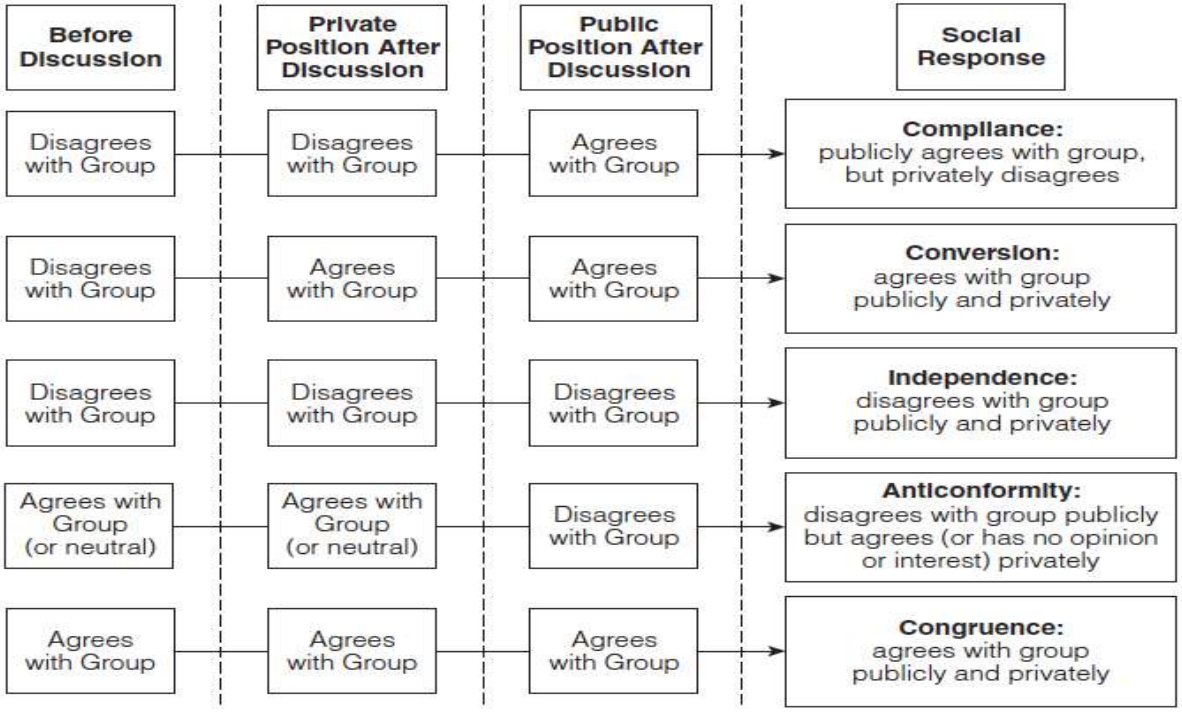 Before
Discussion
Private
Position After
Discussion
Public
Position After
Discussion
Social
Response
Disagrees
with Group
Disagrees
with Group
Agrees
with Group
Compliance:
publicly agrees with group,
but privately disagrees
Disagrees
with Group
Agrees
with Group
Agrees
with Group
Conversion:
agrees with group
publicly and privately
Disagrees
with Group
Disagrees
with Group
Disagrees
with Group
Independence:
disagrees with group
publicly and privately
Agrees with
Group
(or neutral)
Agrees with
Group
(or neutral)
Disagrees
with Group
Anticonformity:
disagrees with group publicly
but agrees (or has no opinion
or interest) privately
Agrees
with Group
Agrees
with Group
Agrees
with Group
Congruence:
agrees with group
publicly and privately